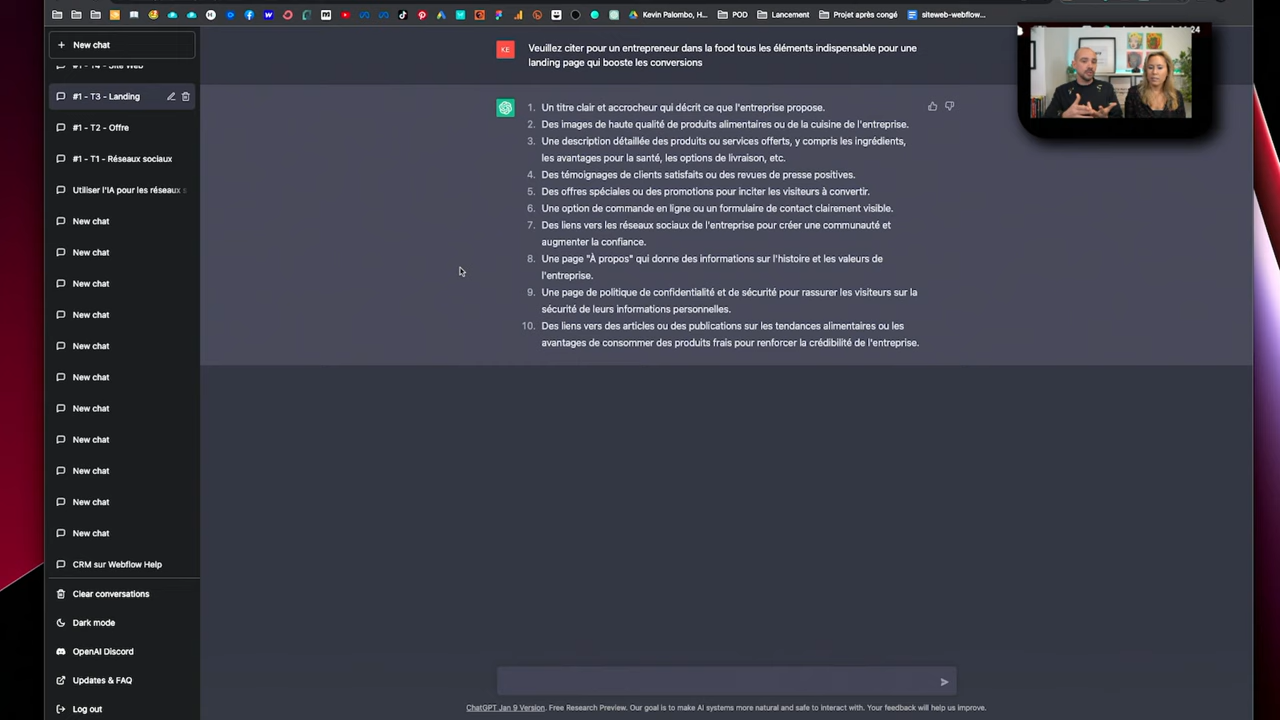 Kevin Palombo, H...
POD
Lancement
Projet après congé
siteweb-webflow...
24
New chat
#1 - T4 - Site Web
#1 - T3 - Landing
#1 - T2 - Offre
#1 - T1 - Réseaux sociaux
Utiliser l'IA pour les réseaux s
New chat
New chat
New chat
New chat
New chat
New chat
New chat
New chat
New chat
New chat
New chat
CRM sur Webflow Help
Clear conversations
Dark mode
OpenAI Discord
Updates & FAQ
Log out
KE
Veuillez citer pour un entrepreneur dans la food tous les éléments indispensable pour une
landing page qui booste les conversions
1. Un titre clair et accrocheur qui décrit ce que l'entreprise propose.
2. Des images de haute qualité de produits alimentaires ou de la cuisine de l'entreprise.
3. Une description détaillée des produits ou services offerts, y compris les ingrédients,
les avantages pour la santé, les options de livraison, etc.
4. Des témoignages de clients satisfaits ou des revues de presse positives.
5. Des offres spéciales ou des promotions pour inciter les visiteurs à convertir.
6. Une option de commande en ligne ou un formulaire de contact clairement visible.
7. Des liens vers les réseaux sociaux de l'entreprise pour créer une communauté et
augmenter la confiance.
8. Une page "À propos" qui donne des informations sur l'histoire et les valeurs de
l'entreprise.
9. Une page de politique de confidentialité et de sécurité pour rassurer les visiteurs sur la
sécurité de leurs informations personnelles.
10. Des liens vers des articles ou des publications sur les tendances alimentaires ou les
avantages de consommer des produits frais pour renforcer la crédibilité de l'entreprise.
ChatGPT Jan 9 Version. Free Research Preview. Our goal is to make AI systems more natural and safe to interact with. Your feedback will help us improve.